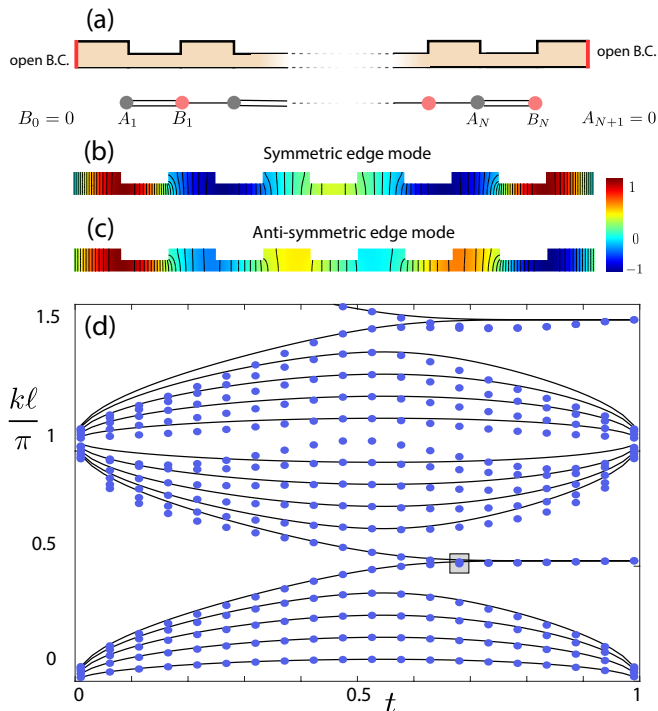 (a)
open B.C.
open B.C.
B₀ = 0
A₁
B₁
A_N
B_N
A_{N+1} = 0
(b)
Symmetric edge mode
(c)
Anti-symmetric edge mode
1
0
−1
(d)
1.5
kℓ
π
1
0.5
0
0
0.5
t
1